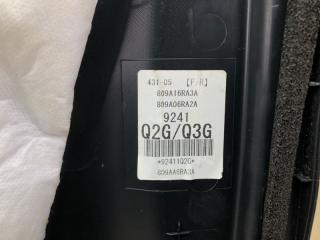 431-05 【F/R】
809A16RA3A
809A06RA2A
9241
Q2G/Q3G
*92411Q2G*
809AA6RA3A